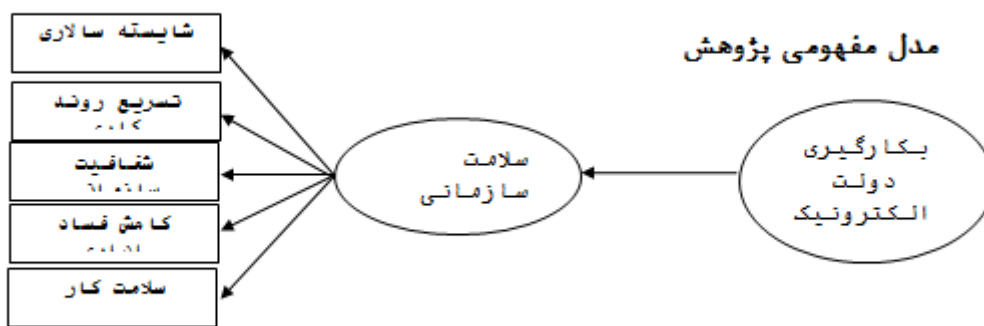 مدل مفهومی پژوهش
بکارگیری
دولت
الکترونیک
سلامت
سازمانی
شایسته سالاری
تسریع روند
شفافیت
کاهش فساد
سلامت کار